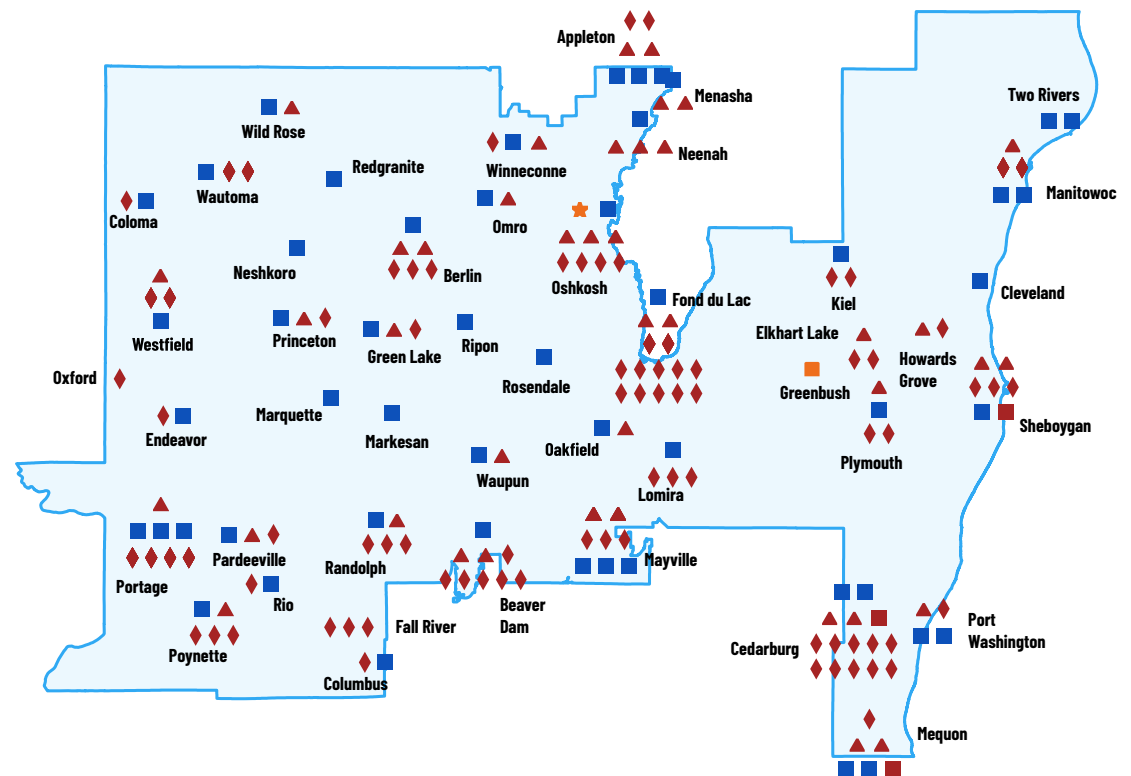 Appleton
Menasha
Two Rivers
Wild Rose
Neenah
Winneconne
Redgranite
Wautoma
Manitowoc
Coloma
Omro
Neshkoro
Berlin
Oshkosh
Cleveland
Fond du Lac
Kiel
Elkhart Lake
Westfield
Princeton
Green Lake
Ripon
Howards
Grove
Oxford
Rosendale
Greenbush
Marquette
Sheboygan
Endeavor
Markesan
Oakfield
Plymouth
Waupun
Lomira
Pardeeville
Mayville
Randolph
Portage
Rio
Beaver
Dam
Fall River
Port
Washington
Poynette
Cedarburg
Columbus
Mequon